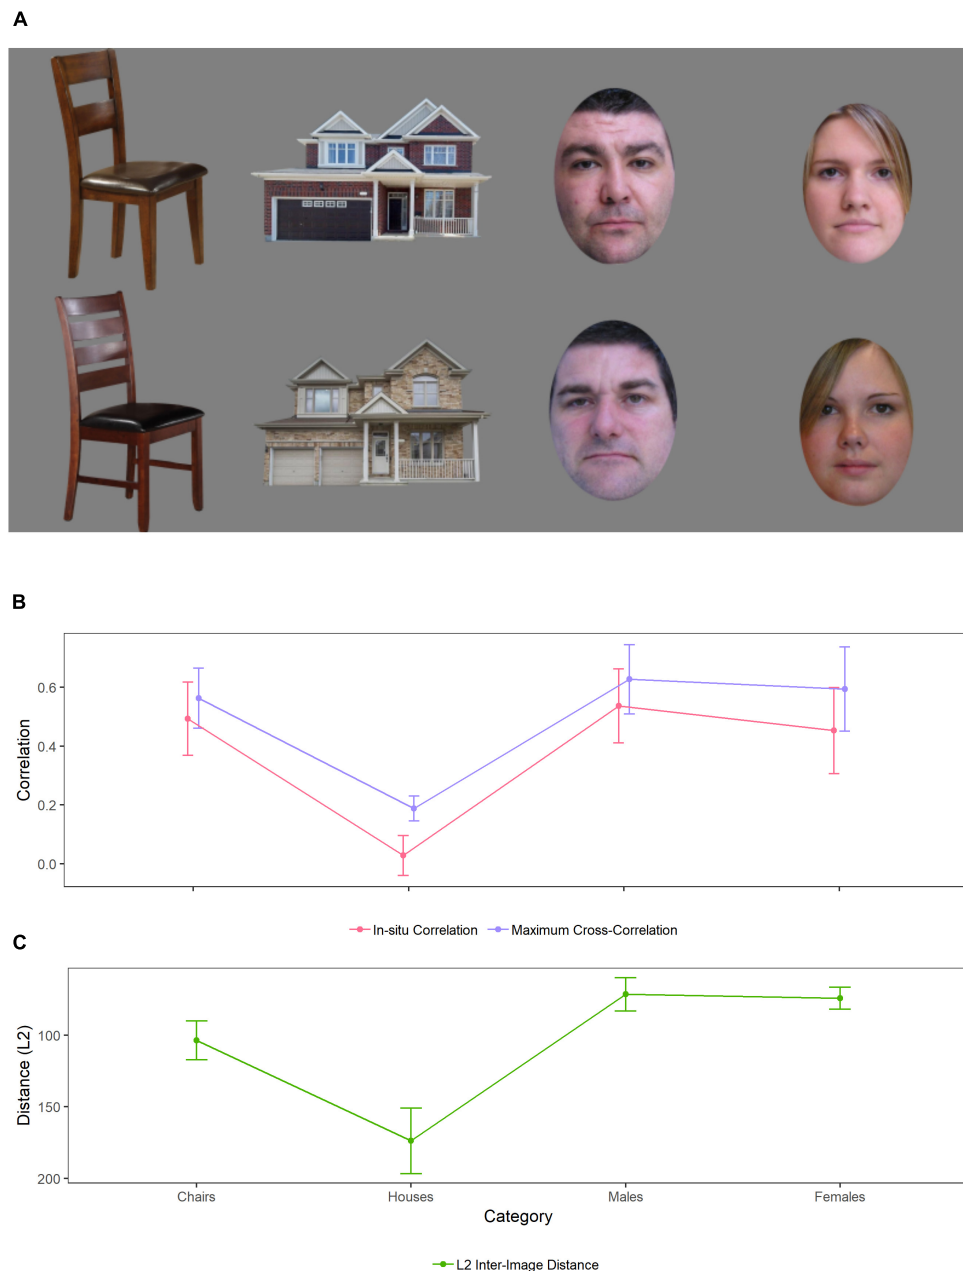 A
B
0.6
0.4
0.2
0.0
Correlation
In-situ Correlation Maximum Cross-Correlation
C
100
150
200
Distance (L2)
Chairs Houses Males Females
Category
L2 Inter-Image Distance